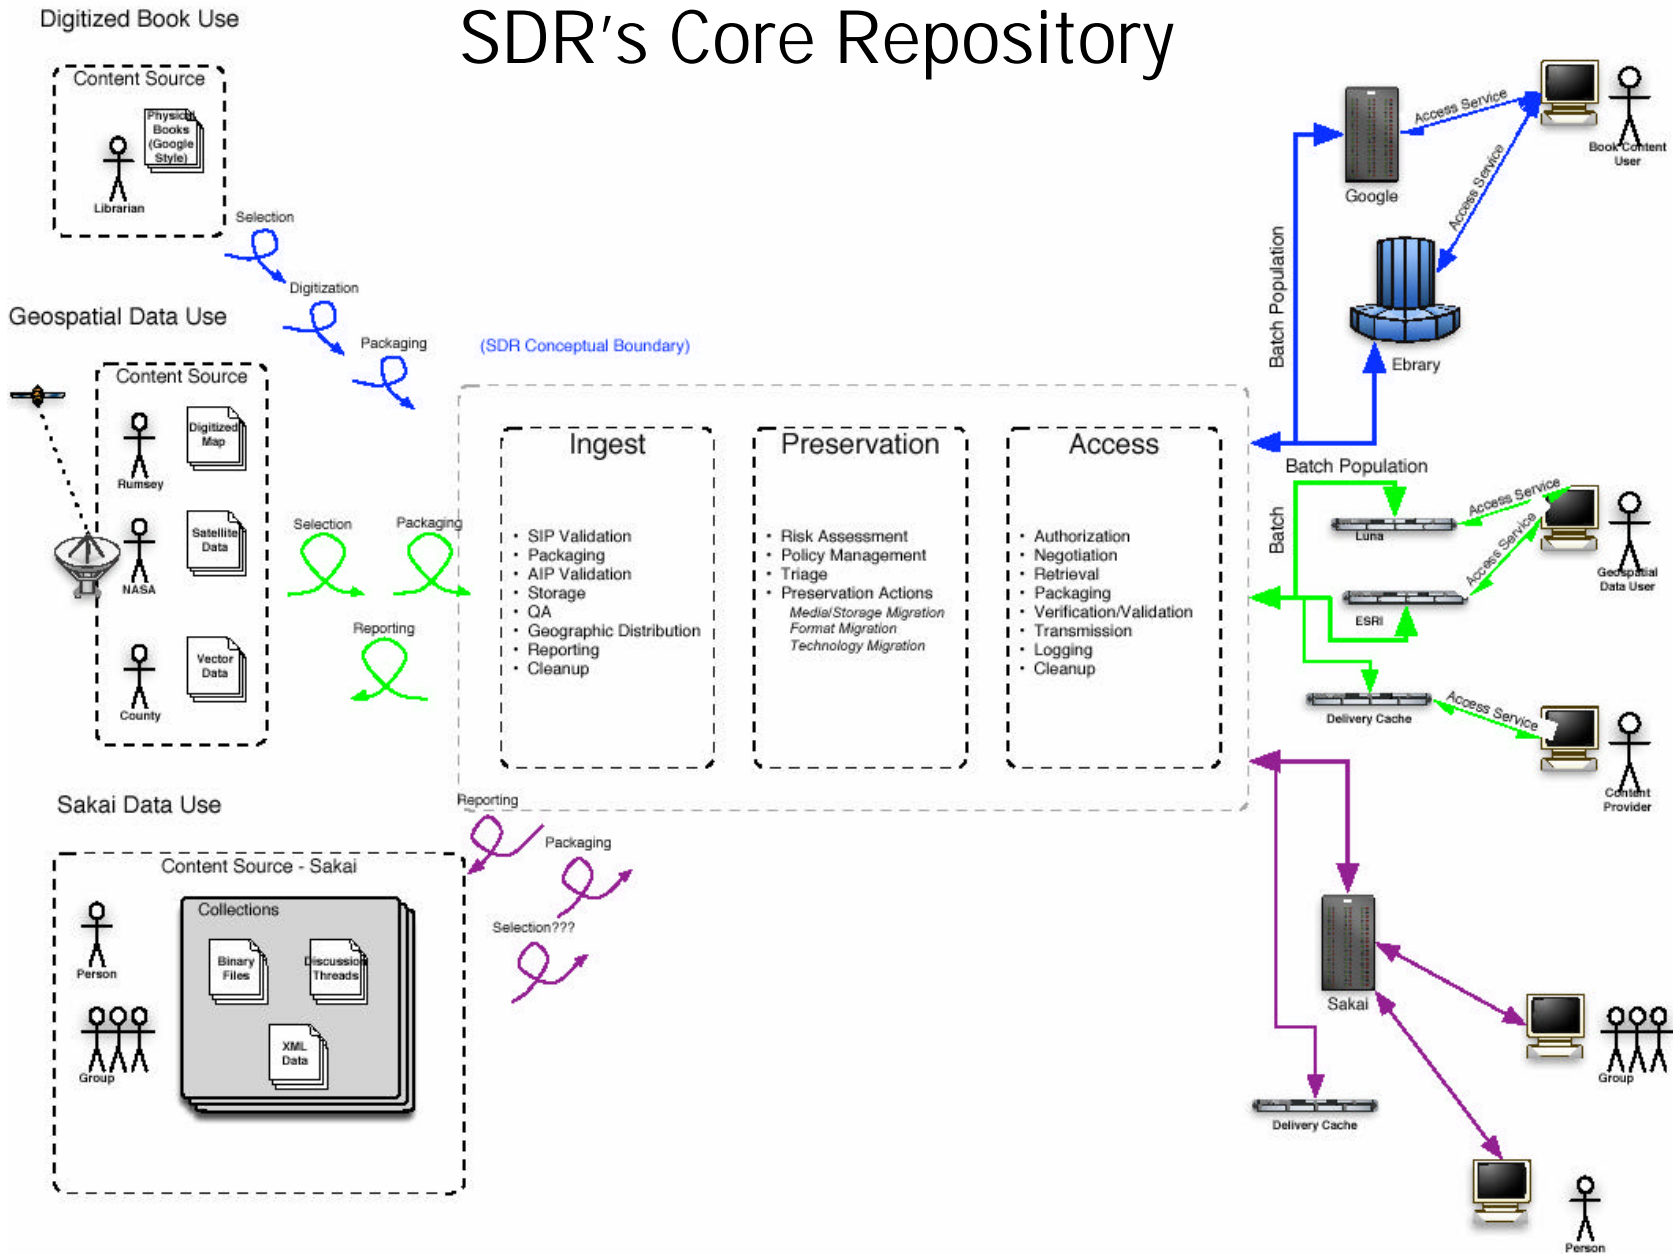 SDR's Core Repository
Digitized Book Use
Content Source
Physical
Books
(Google
Style)
Librarian
Selection
Digitization
Packaging
Geospatial Data Use
Content Source
Rumsey
Digitized
Map
NASA
Satellite
Data
County
Vector
Data
Selection
Packaging
Reporting
(SDR Conceptual Boundary)
Ingest
• SIP Validation
• Packaging
• AIP Validation
• Storage
• QA
• Geographic Distribution
• Reporting
• Cleanup
Preservation
• Risk Assessment
• Policy Management
• Triage
• Preservation Actions
Media/Storage Migration
Format Migration
Technology Migration
Access
• Authorization
• Negotiation
• Retrieval
• Packaging
• Verification/Validation
• Transmission
• Logging
• Cleanup
Sakai Data Use
Content Source - Sakai
Person
Group
Collections
Binary
Files
Discussion
Threads
XML
Data
Reporting
Packaging
Selection???
Batch Population
Google
Access Service
Access Service
Book Content
User
Ebrary
Batch Population
Batch
Luna
Access Service
Access Service
Geospatial
Data User
ESRI
Delivery Cache
Access Service
Content
Provider
Sakai
Group
Delivery Cache
Person